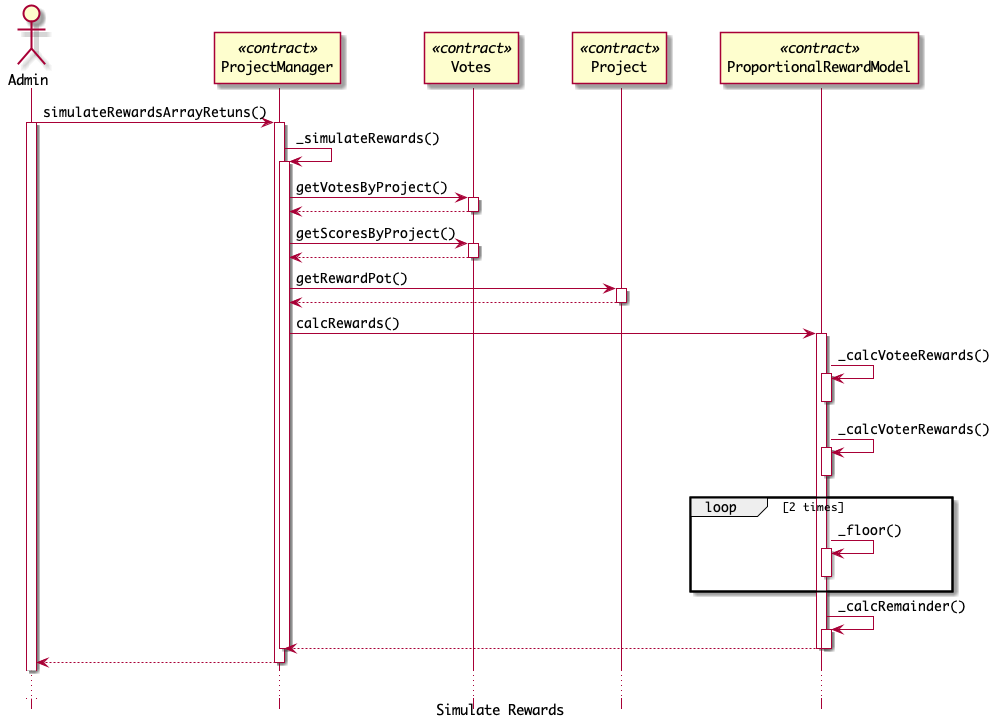 Admin
«contract»
ProjectManager
«contract»
Votes
«contract»
Project
«contract»
ProportionalRewardModel
simulateRewardsArrayRetuns()
_simulateRewards()
getVotesByProject()
getScoresByProject()
getRewardPot()
calcRewards()
_calcVoteeRewards()
_calcVoterRewards()
loop [2 times]
_floor()
_calcRemainder()
Simulate Rewards